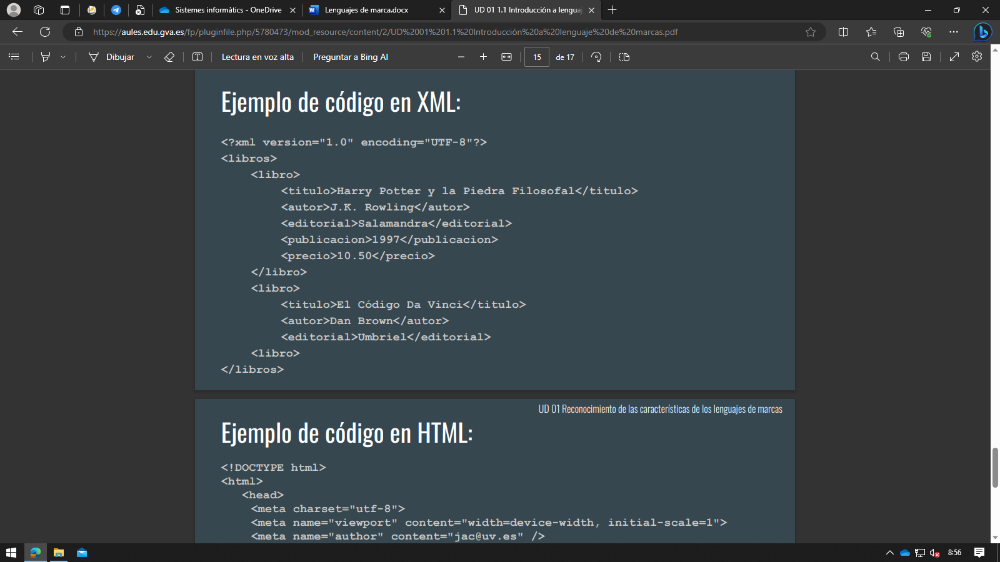 Sistemes informàtics - OneDrive
Lenguajes de marca.docx
UD 01 1.1 Introducción a lengua
https://aules.edu.gva.es/fp/pluginfile.php/5780473/mod_resource/content/2/UD%2001%201.1%20Introducción%20a%20lenguaje%20de%20marcas.pdf
Dibujar
Lectura en voz alta
Preguntar a Bing AI
15
de 17
Ejemplo de código en XML:
<?xml version="1.0" encoding="UTF-8"?>
<libros>
<libro>
<titulo>Harry Potter y la Piedra Filosofal</titulo>
<autor>J.K. Rowling</autor>
<editorial>Salamandra</editorial>
<publicacion>1997</publicacion>
<precio>10.50</precio>
</libro>
<libro>
<titulo>El Código Da Vinci</titulo>
<autor>Dan Brown</autor>
<editorial>Umbriel</editorial>
<libro>
</libros>
UD 01 Reconocimiento de las características de los lenguajes de marcas
Ejemplo de código en HTML:
<!DOCTYPE html>
<html>
<head>
<meta charset="utf-8">
<meta name="viewport" content="width=device-width, initial-scale=1">
<meta name="author" content="jac@uv.es" />
8:56